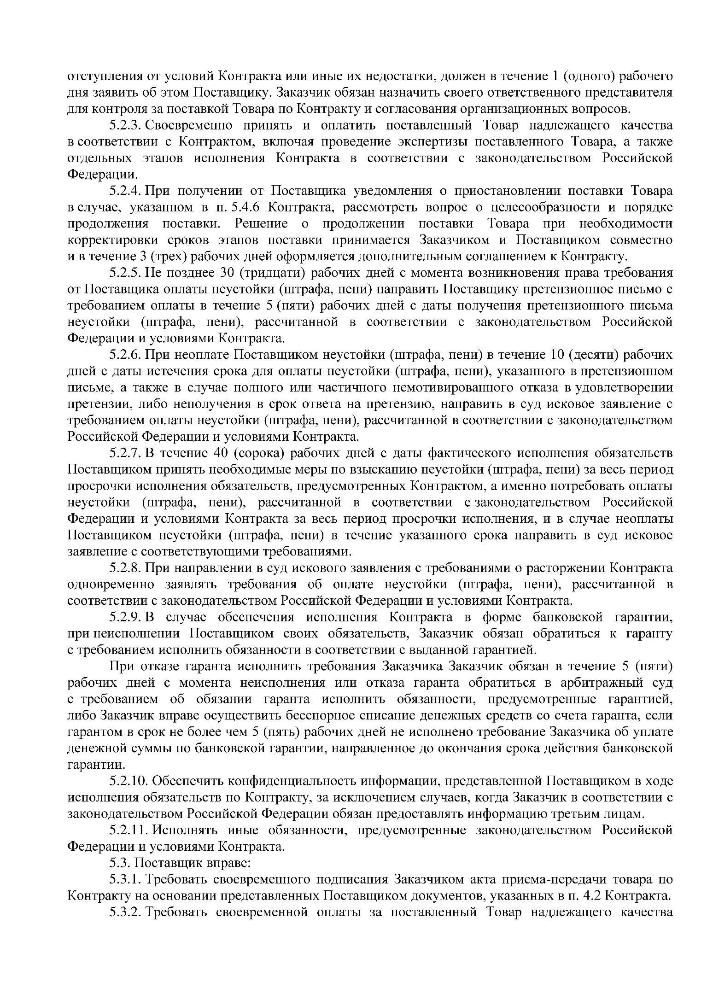 отступления от условий Контракта или иные их недостатки, должен в течение 1 (одного) рабочего
дня заявить об этом Поставщику. Заказчик обязан назначить своего ответственного представителя
для контроля за поставкой Товара по Контракту и согласования организационных вопросов.
5.2.3. Своевременно принять и оплатить поставленный Товар надлежащего качества
в соответствии с Контрактом, включая проведение экспертизы поставленного Товара, а также
отдельных этапов исполнения Контракта в соответствии с законодательством Российской
Федерации.
5.2.4. При получении от Поставщика уведомления о приостановлении поставки Товара
в случае, указанном в п. 5.4.6 Контракта, рассмотреть вопрос о целесообразности и порядке
продолжения поставки. Решение о продолжении поставки Товара при необходимости
корректировки сроков этапов поставки принимается Заказчиком и Поставщиком совместно
и в течение 3 (трех) рабочих дней оформляется дополнительным соглашением к Контракту.
5.2.5. Не позднее 30 (тридцати) рабочих дней с момента возникновения права требования
от Поставщика оплаты неустойки (штрафа, пени) направить Поставщику претензионное письмо с
требованием оплаты в течение 5 (пяти) рабочих дней с даты получения претензионного письма
неустойки (штрафа, пени), рассчитанной в соответствии с законодательством Российской
Федерации и условиями Контракта.
5.2.6. При неоплате Поставщиком неустойки (штрафа, пени) в течение 10 (десяти) рабочих
дней с даты истечения срока для оплаты неустойки (штрафа, пени), указанного в претензионном
письме, а также в случае полного или частичного немотивированного отказа в удовлетворении
претензии, либо неполучения в срок ответа на претензию, направить в суд исковое заявление с
требованием оплаты неустойки (штрафа, пени), рассчитанной в соответствии с законодательством
Российской Федерации и условиями Контракта.
5.2.7. В течение 40 (сорока) рабочих дней с даты фактического исполнения обязательств
Поставщиком принять необходимые меры по взысканию неустойки (штрафа, пени) за весь период
просрочки исполнения обязательств, предусмотренных Контрактом, а именно потребовать оплаты
неустойки (штрафа, пени), рассчитанной в соответствии с законодательством Российской
Федерации и условиями Контракта за весь период просрочки исполнения, и в случае неоплаты
Поставщиком неустойки (штрафа, пени) в течение указанного срока направить в суд исковое
заявление с соответствующими требованиями.
5.2.8. При направлении в суд искового заявления с требованиями о расторжении Контракта
одновременно заявлять требования об оплате неустойки (штрафа, пени), рассчитанной в
соответствии с законодательством Российской Федерации и условиями Контракта.
5.2.9. В случае обеспечения исполнения Контракта в форме банковской гарантии,
при неисполнении Поставщиком своих обязательств, Заказчик обязан обратиться к гаранту
с требованием исполнить обязанности в соответствии с выданной гарантией.
При отказе гаранта исполнить требования Заказчика Заказчик обязан в течение 5 (пяти)
рабочих дней с момента неисполнения или отказа гаранта обратиться в арбитражный суд
с требованием об обязании гаранта исполнить обязанности, предусмотренные гарантией,
либо Заказчик вправе осуществить бесспорное списание денежных средств со счета гаранта, если
гарантом в срок не более чем 5 (пять) рабочих дней не исполнено требование Заказчика об уплате
денежной суммы по банковской гарантии, направленное до окончания срока действия банковской
гарантии.
5.2.10. Обеспечить конфиденциальность информации, представленной Поставщиком в ходе
исполнения обязательств по Контракту, за исключением случаев, когда Заказчик в соответствии с
законодательством Российской Федерации обязан предоставлять информацию третьим лицам.
5.2.11. Исполнять иные обязанности, предусмотренные законодательством Российской
Федерации и условиями Контракта.
5.3. Поставщик вправе:
5.3.1. Требовать своевременного подписания Заказчиком акта приема-передачи товара по
Контракту на основании представленных Поставщиком документов, указанных в п. 4.2 Контракта.
5.3.2. Требовать своевременной оплаты за поставленный Товар надлежащего качества